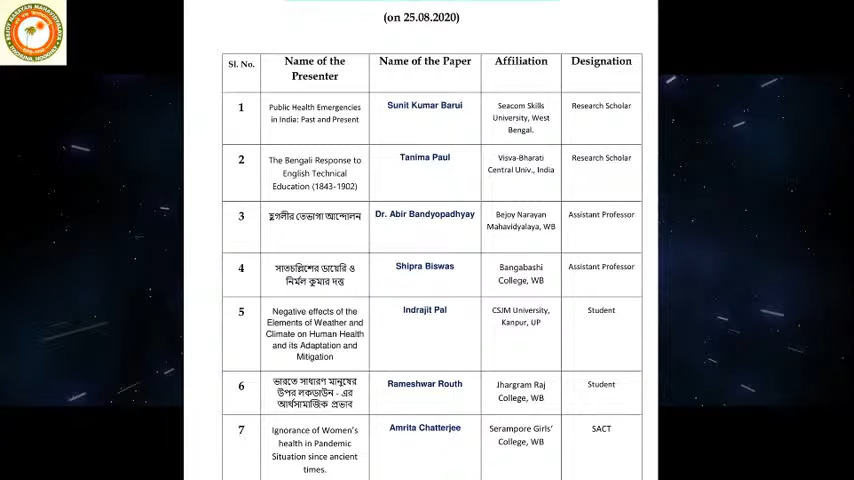 (on 25.08.2020)
Sl. No.
Name of the
Presenter
Name of the Paper
Affiliation
Designation
1
Public Health Emergencies
in India: Past and Present
Sunit Kumar Barui
Seacom Skills
University, West
Bengal.
Research Scholar
2
The Bengali Response to
English Technical
Education (1843-1902)
Tanima Paul
Visva-Bharati
Central Univ., India
Research Scholar
3
হুগলীর তেভাগা আন্দোলন
Dr. Abir Bandyopadhyay
Bejoy Narayan
Mahavidyalaya, WB
Assistant Professor
4
সাতচল্লিশের ডায়েরি ও
নির্মল কুমার দত্ত
Shipra Biswas
Bangabashi
College, WB
Assistant Professor
5
Negative effects of the
Elements of Weather and
Climate on Human Health
and its Adaptation and
Mitigation
Indrajit Pal
CSJM University,
Kanpur, UP
Student
6
ভারতে সাধারণ মানুষের
উপর লকডাউন - এর
আর্থসামাজিক প্রভাব
Rameshwar Routh
Jhargram Raj
College, WB
Student
7
Ignorance of Women's
health in Pandemic
Situation since ancient
times.
Amrita Chatterjee
Serampore Girls'
College, WB
SACT